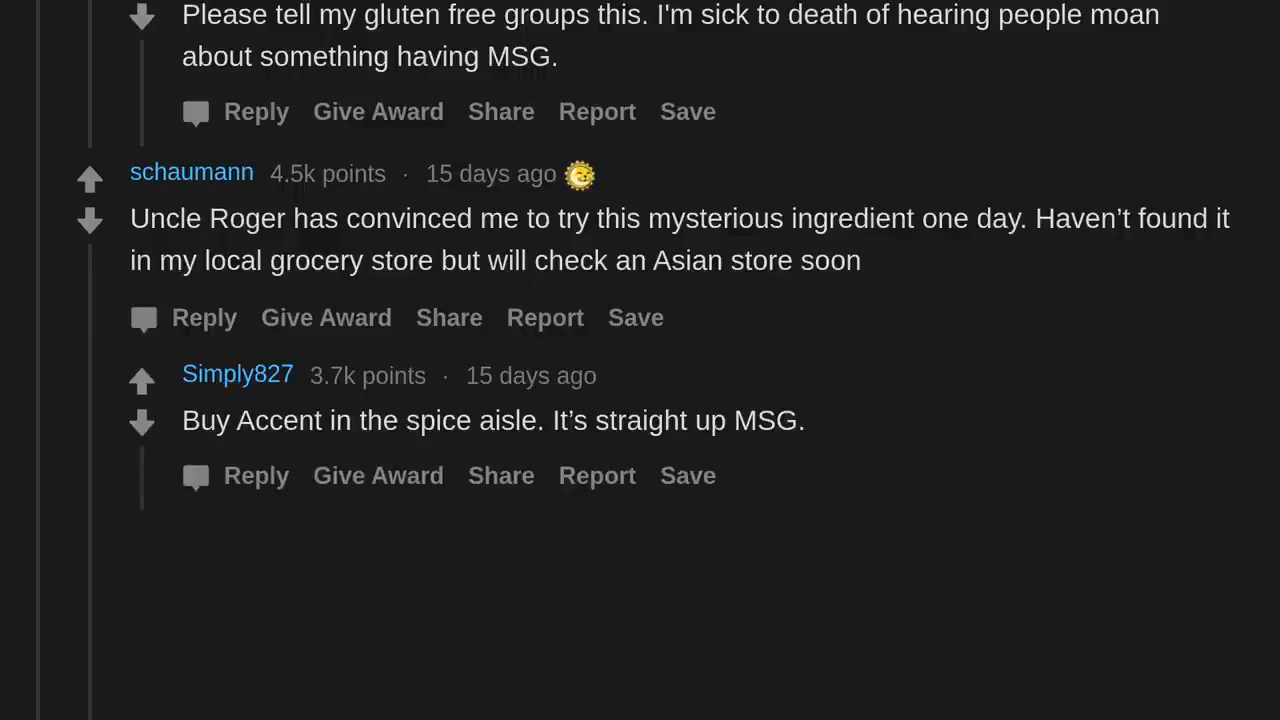 Please tell my gluten free groups this. I'm sick to death of hearing people moan
about something having MSG.
Reply Give Award Share Report Save
schaumann 4.5k points · 15 days ago
Uncle Roger has convinced me to try this mysterious ingredient one day. Haven’t found it
in my local grocery store but will check an Asian store soon
Reply Give Award Share Report Save
Simply827 3.7k points · 15 days ago
Buy Accent in the spice aisle. It’s straight up MSG.
Reply Give Award Share Report Save